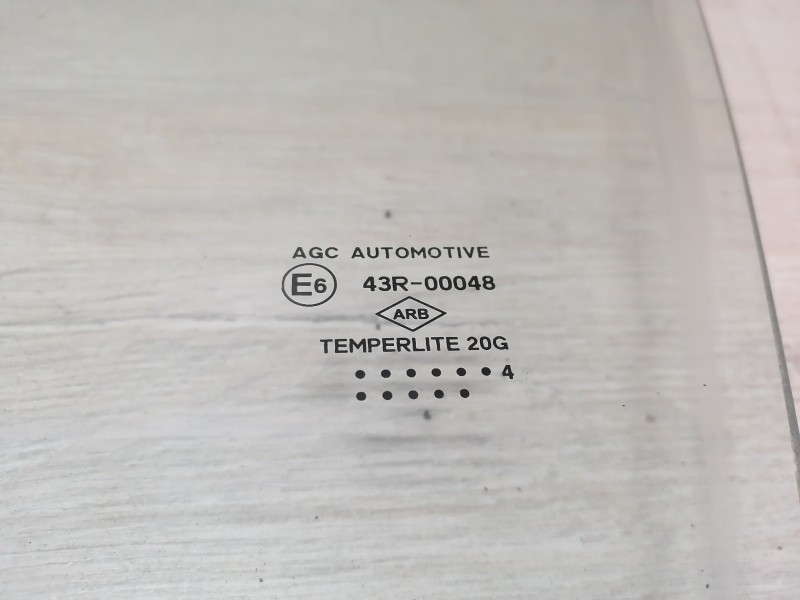 AGC AUTOMOTIVE
E6 43R-00048
ARB
TEMPERLITE 20G
• • • • • • 4
• • • • •